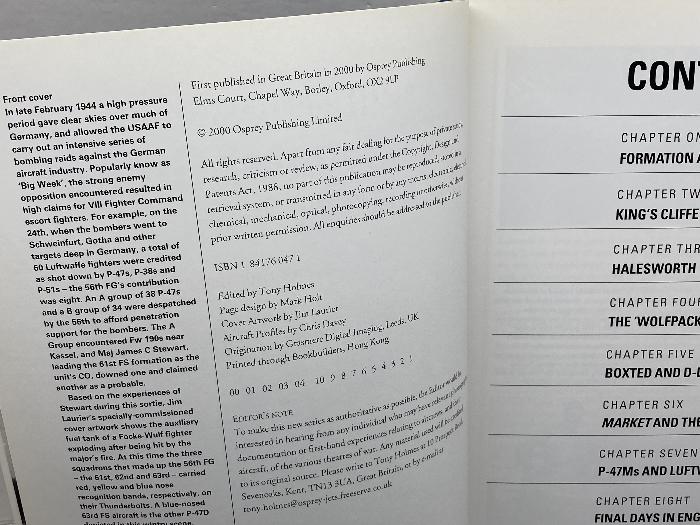 Front cover
In late February 1944 a high pressure
period gave clear skies over much of
Germany, and allowed the USAAF to
carry out an intensive series of
bombing raids against the German
aircraft industry. Popularly know as
'Big Week', the strong enemy
opposition encountered resulted in
high claims for VIII Fighter Command
escort fighters. For example, on the
24th, when the bombers went to
Schweinfurt, Gotha and other
targets deep in Germany, a total of
60 Luftwaffe fighters were credited
as shot down by P-47s, P-38s and
P-51s – the 56th FG's contribution
was eight. An A group of 38 P-47s
and a B group of 34 were despatched
by the 56th to afford penetration
support for the bombers. The A
Group encountered Fw 190s near
Kassel, and Maj James C Stewart,
leading the 61st FS formation as the
unit's CO, downed one and claimed
another as a probable.
Based on the experiences of
Stewart during this sortie, Jim
Laurier's specially-commissioned
cover artwork shows the auxiliary
fuel tank of a Focke-Wulf fighter
exploding after being hit by the
major's fire. At this time the three
squadrons that made up the 56th FG
– the 61st, 62nd and 63rd – carried
red, yellow and blue nose
recognition bands, respectively, on
their Thunderbolts. A blue-nosed
63rd FS aircraft is the other P-47D
depicted in this wintry scene.
First published in Great Britain in 2000 by Osprey Publishing
Elms Court, Chapel Way, Botley, Oxford, OX2 9LP
© 2000 Osprey Publishing Limited
All rights reserved. Apart from any fair dealing for the purpose of private study,
research, criticism or review, as permitted under the Copyright, Design and
Patents Act, 1988, no part of this publication may be reproduced, stored in a
retrieval system, or transmitted in any form or by any means, electronic, electrical,
chemical, mechanical, optical, photocopying, recording or otherwise, without
prior written permission. All enquiries should be addressed to the publisher.
ISBN 1 84176 047 1
Edited by Tony Holmes
Page design by Mark Holt
Cover Artwork by Jim Laurier
Aircraft Profiles by Chris Davey
Origination by Grasmere Digital Imaging, Leeds, UK
Printed through Bookbuilders, Hong Kong
00 01 02 03 04 10 9 8 7 6 5 4 3 2 1
EDITOR'S NOTE
To make this new series as authoritative as possible, the Editor would be
interested in hearing from any individual who may have relevant photographs,
documentation or first-hand experiences relating to aircrews, and their
aircraft, of the various theatres of war. Any material used will be credited
to its original source. Please write to Tony Holmes at 10 Prospect Road,
Sevenoaks, Kent, TN13 3UA, Great Britain, or by e-mail at:
tony.holmes@osprey-jets.freeserve.co.uk
CONT
CHAPTER ON
FORMATION A
CHAPTER TW
KING'S CLIFFE
CHAPTER THR
HALESWORTH
CHAPTER FOUR
THE 'WOLFPACK
CHAPTER FIVE
BOXTED AND D-D
CHAPTER SIX
MARKET AND THE
CHAPTER SEVEN
P-47Ms AND LUFTW
CHAPTER EIGHT
FINAL DAYS IN ENG